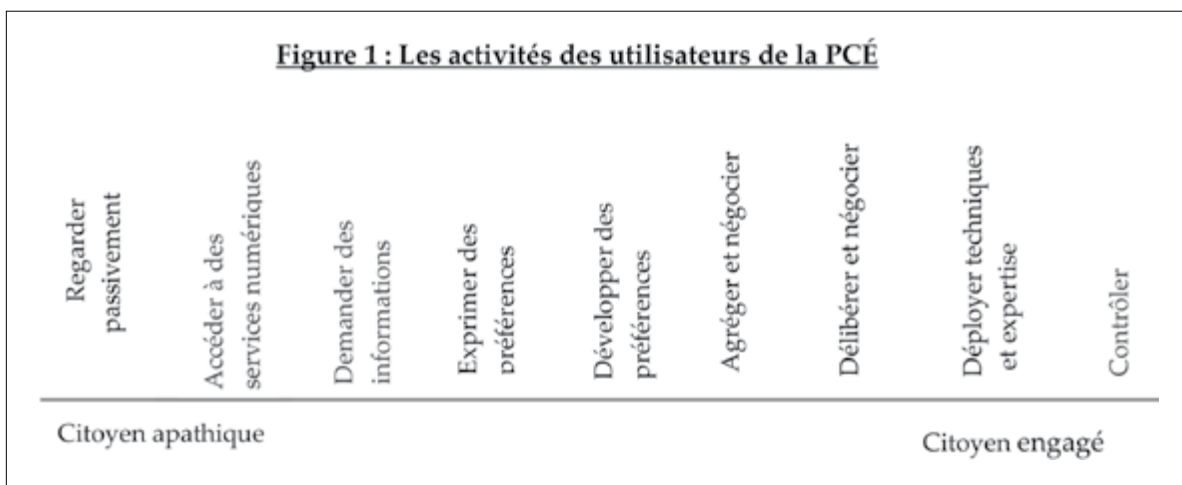 Figure 1 : Les activités des utilisateurs de la PCÉ
Regarder
passivement
Accéder à des
services numériques
Demander des
informations
Exprimer des
préférences
Développer des
préférences
Agréger et négocier
Délibérer et négocier
Déployer techniques
et expertise
Contrôler
Citoyen apathique
Citoyen engagé